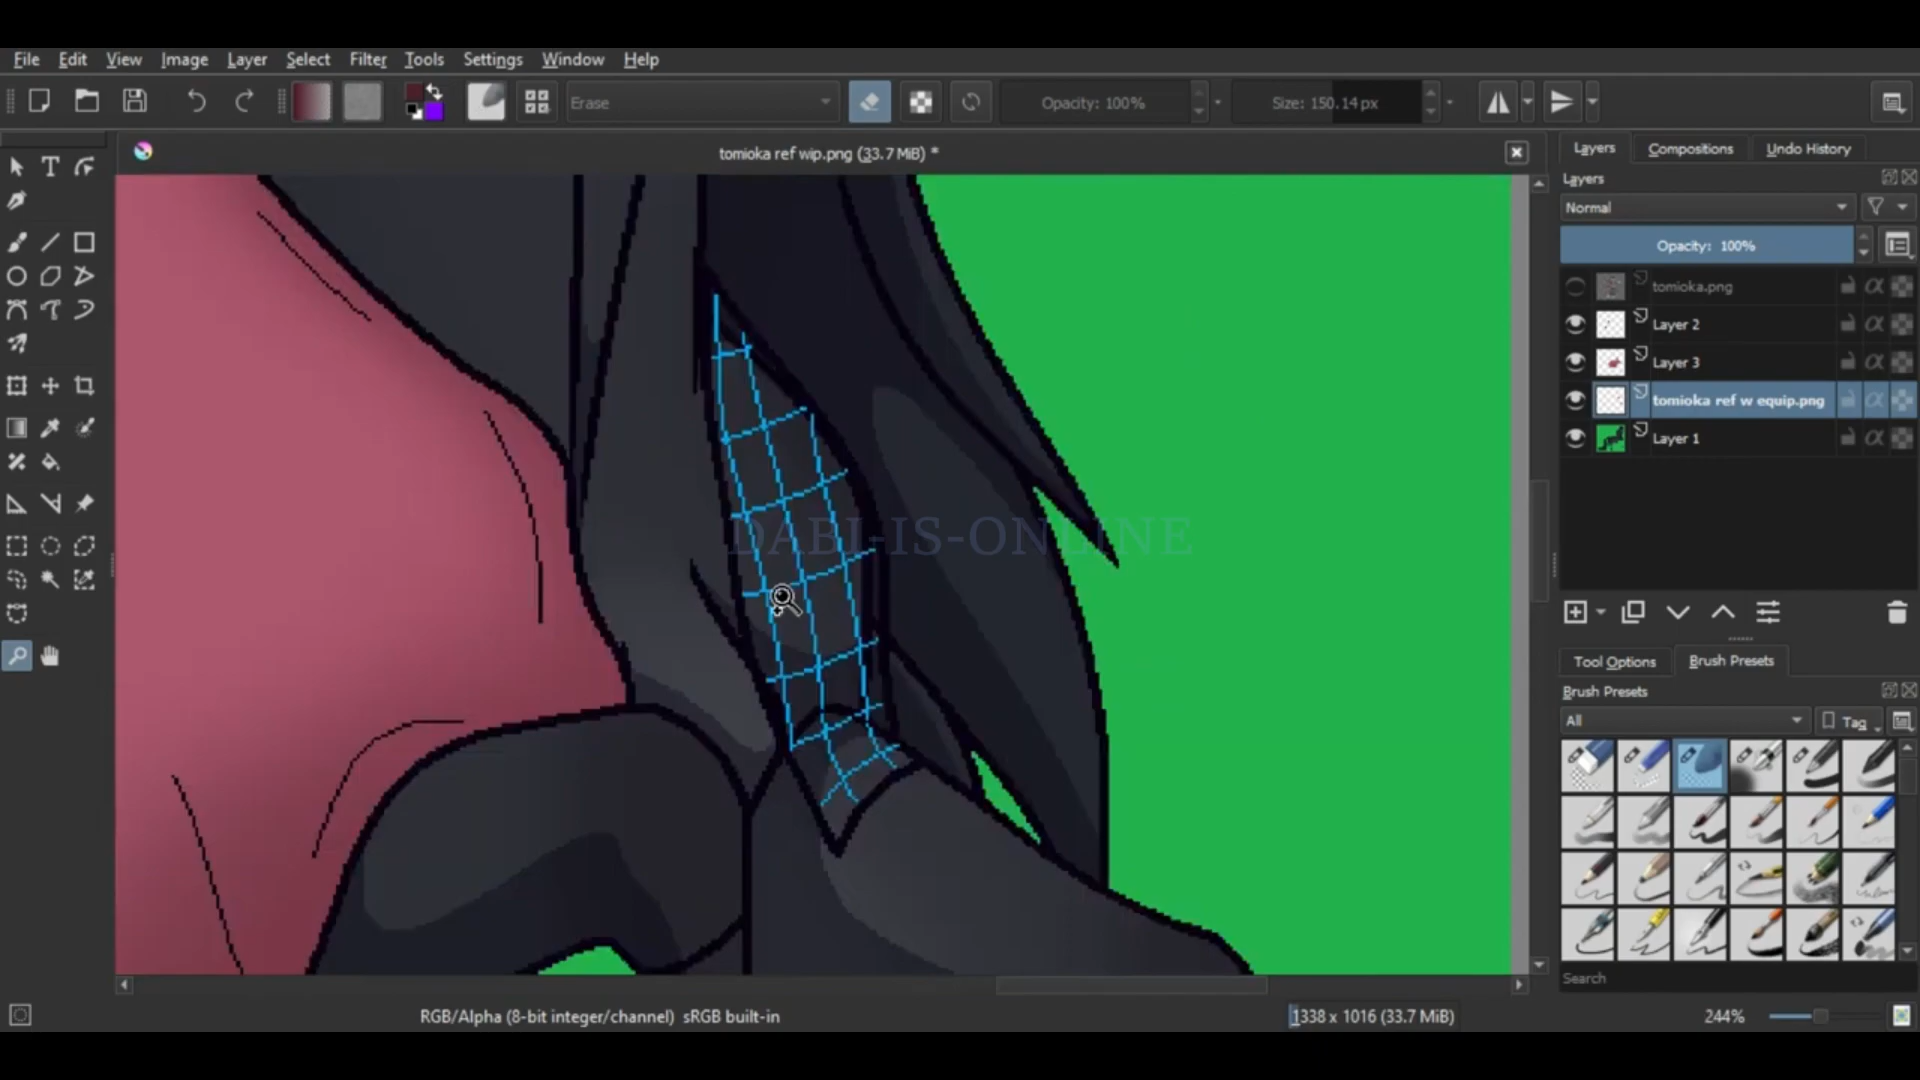 File Edit View Image Layer Select Filter Tools Settings Window Help
Erase
Opacity: 100%
Size: 150.14 px
tomioka ref wip.png (33.7 MiB) *
Layers Compositions Undo History
Layers
Normal
Opacity: 100%
tomioka.png
Layer 2
Layer 3
tomioka ref w equip.png
Layer 1
DABI-IS-ONLINE
Tool Options Brush Presets
Brush Presets
All
Tag
Search
RGB/Alpha (8-bit integer/channel) sRGB built-in
1338 x 1016 (33.7 MiB)
244%